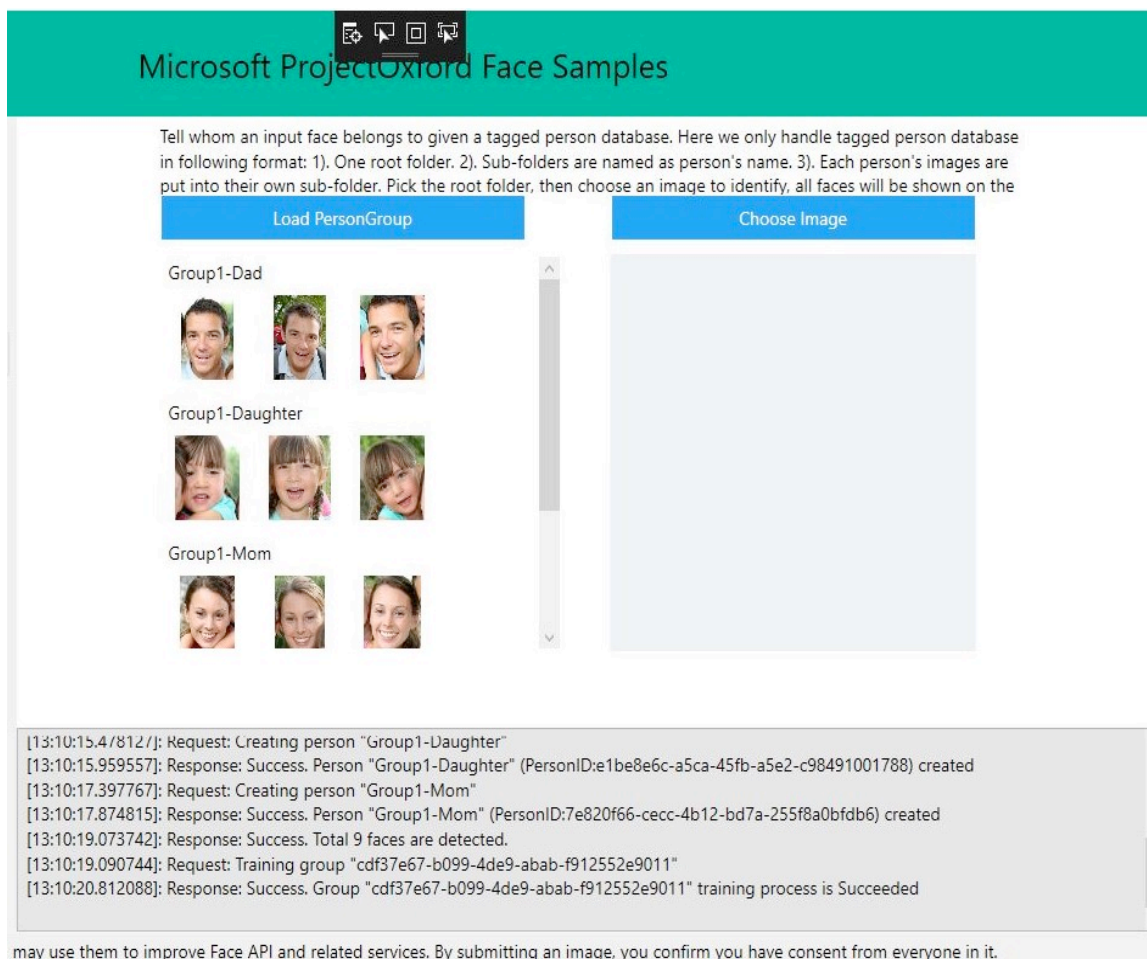 Microsoft ProjectOxford Face Samples
Tell whom an input face belongs to given a tagged person database. Here we only handle tagged person database
in following format: 1). One root folder. 2). Sub-folders are named as person's name. 3). Each person's images are
put into their own sub-folder. Pick the root folder, then choose an image to identify, all faces will be shown on the
Load PersonGroup
Choose Image
Group1-Dad
Group1-Daughter
Group1-Mom
[13:10:15.478127]: Request: Creating person "Group1-Daughter"
[13:10:15.959557]: Response: Success. Person "Group1-Daughter" (PersonID:e1be8e6c-a5ca-45fb-a5e2-c98491001788) created
[13:10:17.397767]: Request: Creating person "Group1-Mom"
[13:10:17.874815]: Response: Success. Person "Group1-Mom" (PersonID:7e820f66-cecc-4b12-bd7a-255f8a0bfdb6) created
[13:10:19.073742]: Response: Success. Total 9 faces are detected.
[13:10:19.090744]: Request: Training group "cdf37e67-b099-4de9-abab-f912552e9011"
[13:10:20.812088]: Response: Success. Group "cdf37e67-b099-4de9-abab-f912552e9011" training process is Succeeded
may use them to improve Face API and related services. By submitting an image, you confirm you have consent from everyone in it.